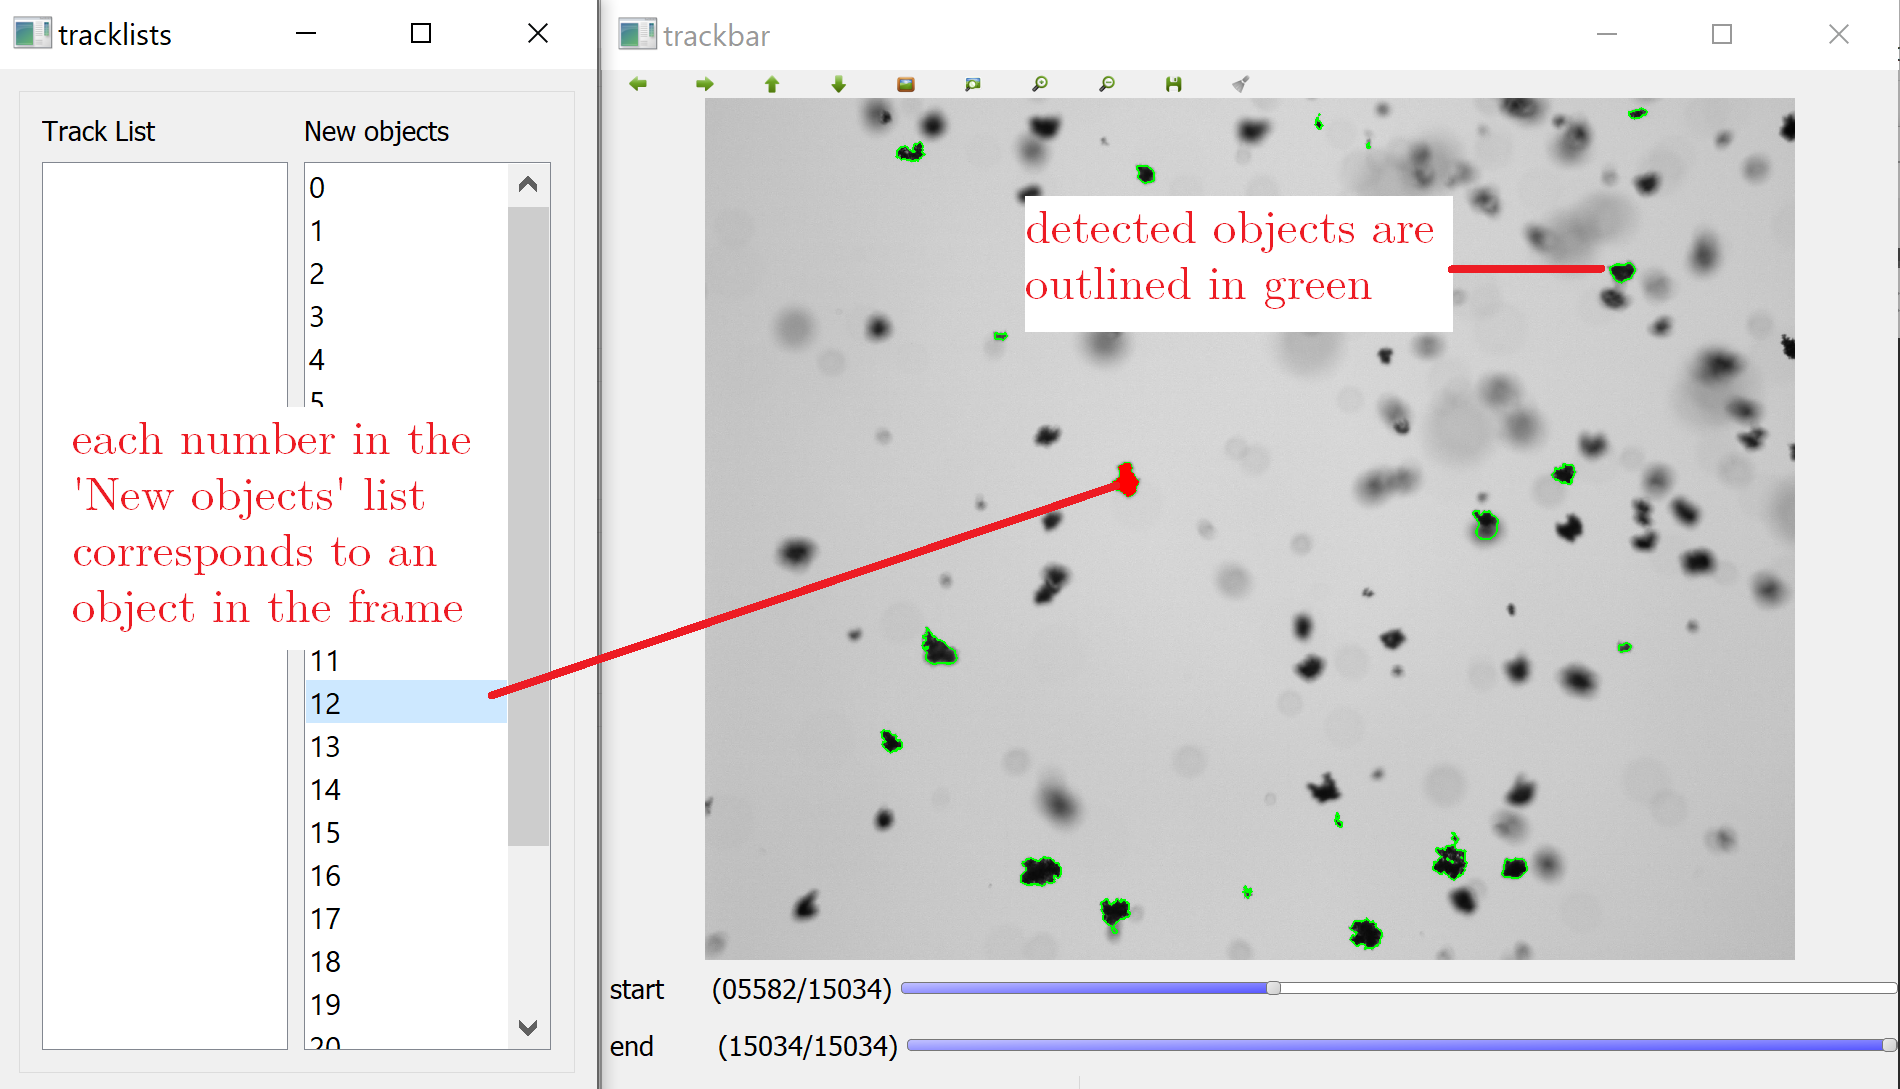 tracklists
Track List
New objects
0
1
2
3
4
5
each number in the
'New objects' list
corresponds to an
object in the frame
11
12
13
14
15
16
17
18
19
20
trackbar
detected objects are
outlined in green
start (05582/15034)
end (15034/15034)